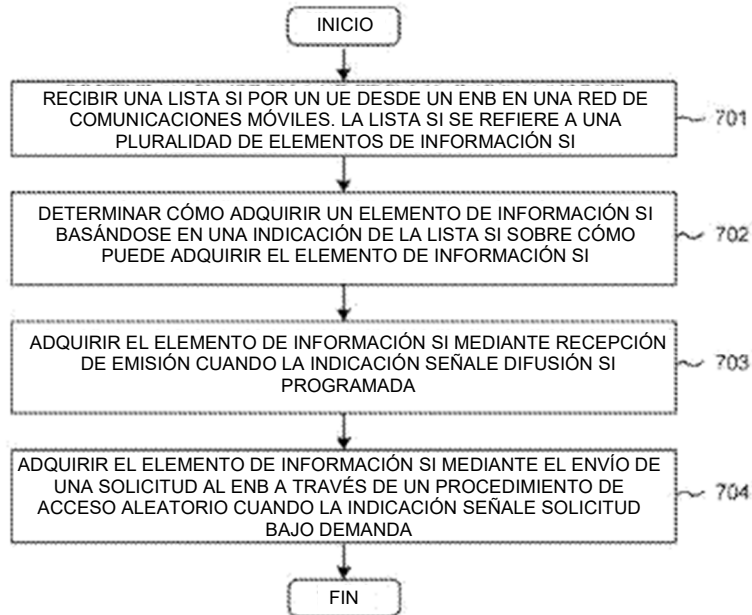 INICIO
RECIBIR UNA LISTA SI POR UN UE DESDE UN ENB EN UNA RED DE
COMUNICACIONES MÓVILES. LA LISTA SI SE REFIERE A UNA
PLURALIDAD DE ELEMENTOS DE INFORMACIÓN SI
701
DETERMINAR CÓMO ADQUIRIR UN ELEMENTO DE INFORMACIÓN SI
BASÁNDOSE EN UNA INDICACIÓN DE LA LISTA SI SOBRE CÓMO
PUEDE ADQUIRIR EL ELEMENTO DE INFORMACIÓN SI
702
ADQUIRIR EL ELEMENTO DE INFORMACIÓN SI MEDIANTE RECEPCIÓN
DE EMISIÓN CUANDO LA INDICACIÓN SEÑALE DIFUSIÓN SI
PROGRAMADA
703
ADQUIRIR EL ELEMENTO DE INFORMACIÓN SI MEDIANTE EL ENVÍO DE
UNA SOLICITUD AL ENB A TRAVÉS DE UN PROCEDIMIENTO DE
ACCESO ALEATORIO CUANDO LA INDICACIÓN SEÑALE SOLICITUD
BAJO DEMANDA
704
FIN